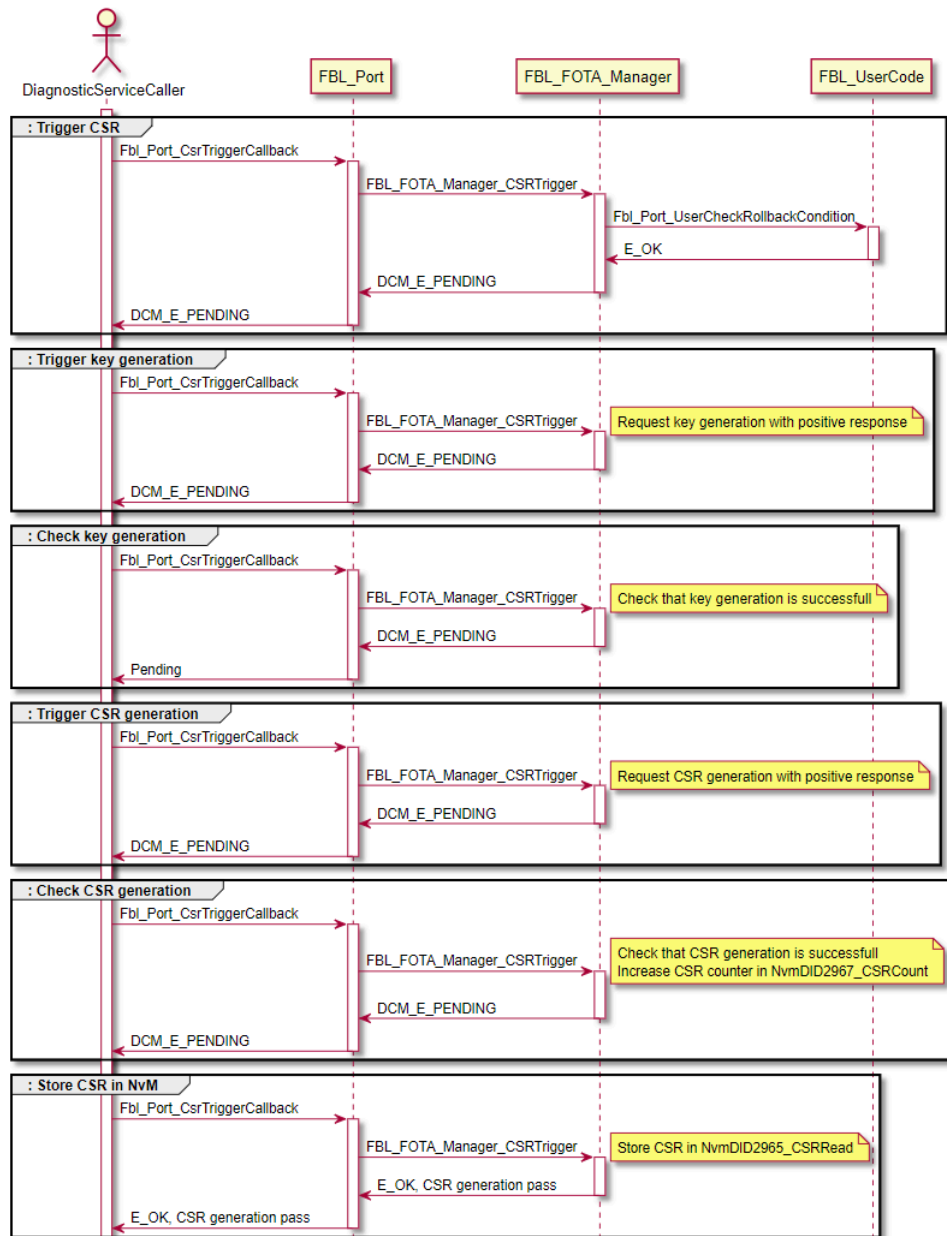 DiagnosticServiceCaller
FBL_Port
FBL_FOTA_Manager
FBL_UserCode
: Trigger CSR
Fbl_Port_CsrTriggerCallback
FBL_FOTA_Manager_CSRTrigger
Fbl_Port_UserCheckRollbackCondition
E_OK
DCM_E_PENDING
DCM_E_PENDING
: Trigger key generation
Fbl_Port_CsrTriggerCallback
FBL_FOTA_Manager_CSRTrigger
Request key generation with positive response
DCM_E_PENDING
DCM_E_PENDING
: Check key generation
Fbl_Port_CsrTriggerCallback
FBL_FOTA_Manager_CSRTrigger
Check that key generation is successfull
DCM_E_PENDING
Pending
: Trigger CSR generation
Fbl_Port_CsrTriggerCallback
FBL_FOTA_Manager_CSRTrigger
Request CSR generation with positive response
DCM_E_PENDING
DCM_E_PENDING
: Check CSR generation
Fbl_Port_CsrTriggerCallback
FBL_FOTA_Manager_CSRTrigger
Check that CSR generation is successfull
Increase CSR counter in NvmDID2967_CSRCount
DCM_E_PENDING
DCM_E_PENDING
: Store CSR in NvM
Fbl_Port_CsrTriggerCallback
FBL_FOTA_Manager_CSRTrigger
Store CSR in NvmDID2965_CSRRead
E_OK, CSR generation pass
E_OK, CSR generation pass